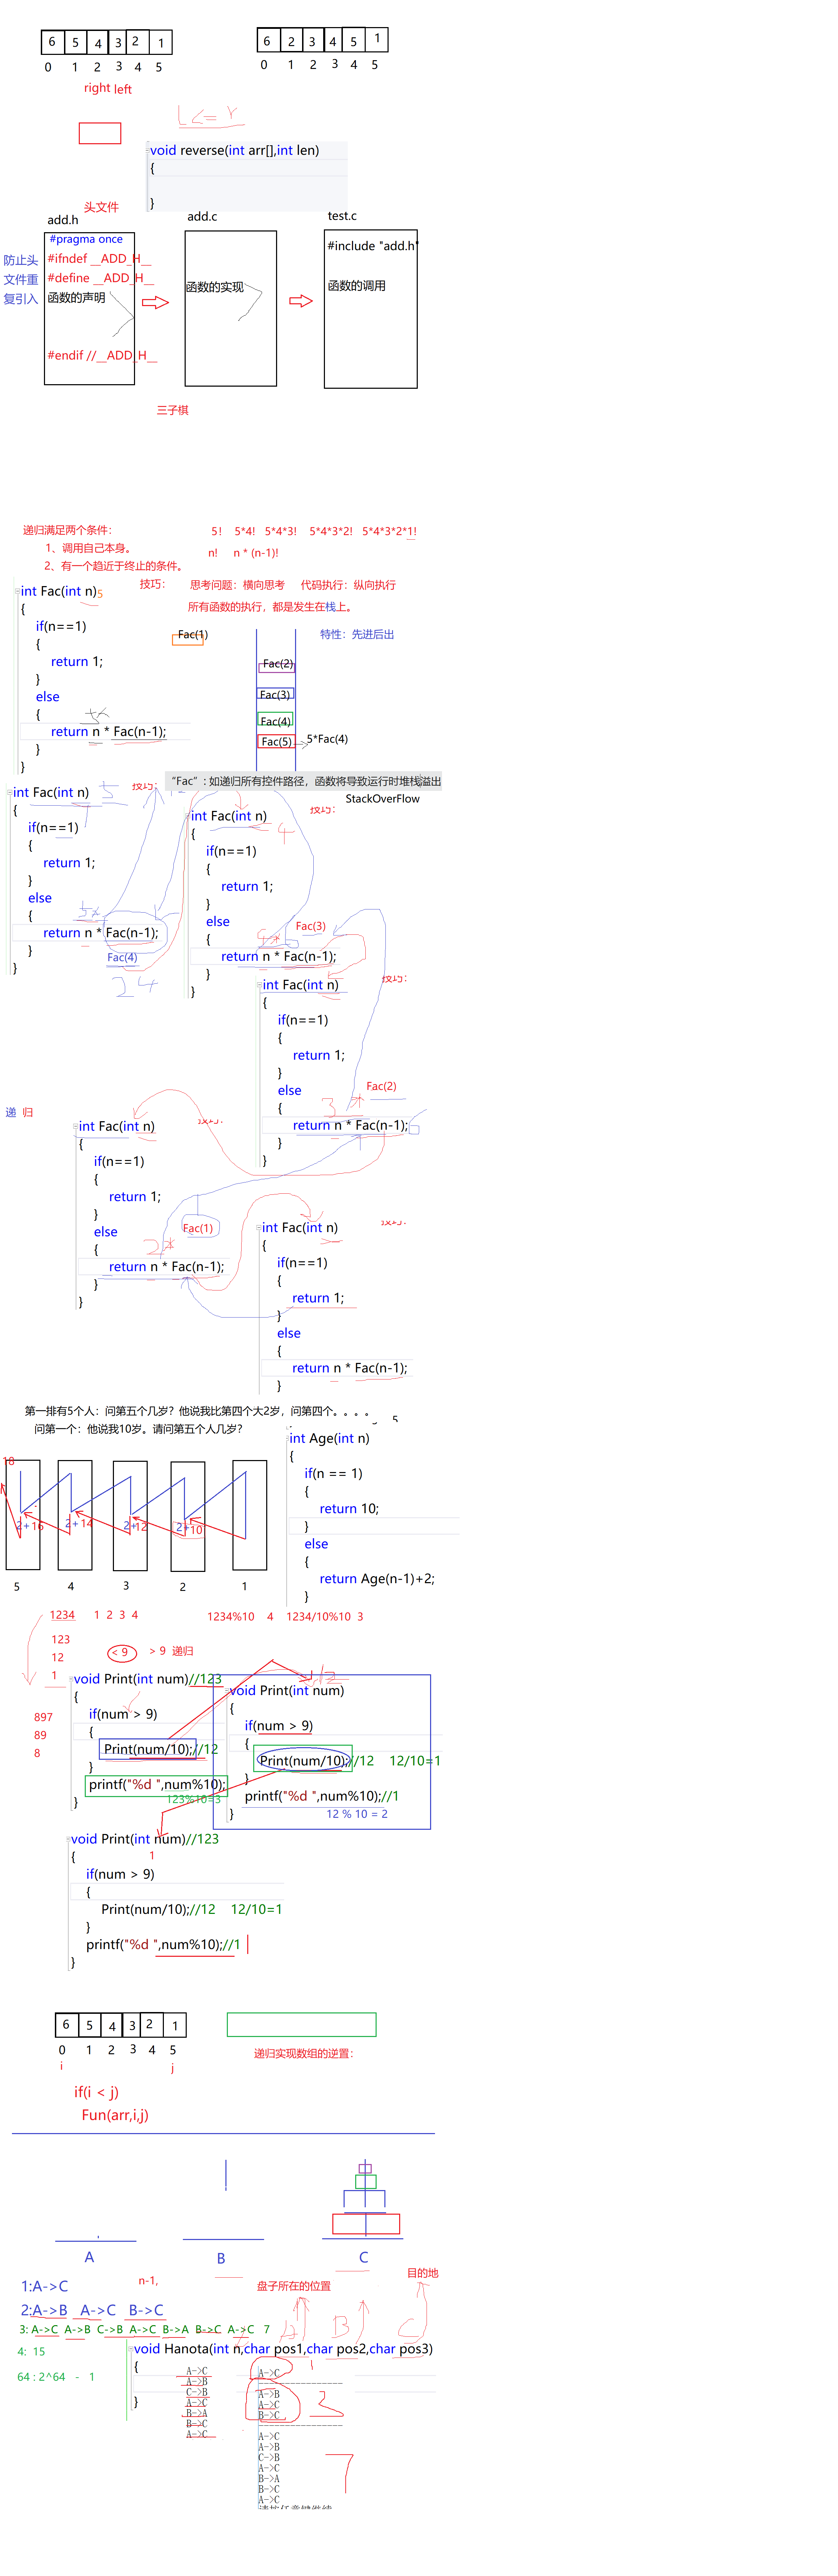 6 5 4 3 2 1
0 1 2 3 4 5
right left
6 2 3 4 5 1
0 1 2 3 4 5
L <= r
void reverse(int arr[],int len)
{
}
头文件
add.h
#pragma once
防止头
文件重
复引入
#ifndef __ADD_H__
#define __ADD_H__
函数的声明
#endif //__ADD_H__
add.c
函数的实现
test.c
#include "add.h"
函数的调用
三子棋
递归满足两个条件：
1、调用自己本身。
2、有一个趋近于终止的条件。
5! 5*4! 5*4*3! 5*4*3*2! 5*4*3*2*1!
n! n * (n-1)!
技巧： 思考问题：横向思考 代码执行：纵向执行
所有函数的执行，都是发生在栈上。
int Fac(int n)5
{
if(n==1)
{
return 1;
}
else
{
5*
return n * Fac(n-1);
}
}
Fac(1)
特性：先进后出
Fac(2)
Fac(3)
Fac(4)
Fac(5)
5*Fac(4)
“Fac”: 如递归所有控件路径，函数将导致运行时堆栈溢出
StackOverFlow
技巧：
int Fac(int n) 5
{
if(n==1)
{
return 1;
}
else
{
5*
return n * Fac(n-1);
}
}
Fac(4)
24
技巧：
int Fac(int n)
4
{
if(n==1)
{
return 1;
}
else
{
4*
Fac(3)
6
return n * Fac(n-1);
}
}
技巧：
int Fac(int n)
{
if(n==1)
{
return 1;
}
else
{
3*
Fac(2)
return n * Fac(n-1);
}
}
递 归
int Fac(int n)
{
if(n==1)
{
return 1;
}
else
{
2*
Fac(1)
return n * Fac(n-1);
}
}
int Fac(int n)
{
if(n==1)
{
return 1;
}
else
{
return n * Fac(n-1);
}
第一排有5个人：问第五个几岁？他说我比第四个大2岁，问第四个。。。。
问第一个：他说我10岁。请问第五个人几岁？
18
2+16 2+14 2+12 2+10
5 4 3 2 1
5
int Age(int n)
{
if(n == 1)
{
return 10;
}
else
{
return Age(n-1)+2;
}
1234 1 2 3 4 1234%10 4 1234/10%10 3
123
12
1
< 9 > 9 递归
897
89
8
void Print(int num)//123
{
if(num > 9)
{
Print(num/10);//12
}
printf("%d ",num%10);
123%10=3
}
12
void Print(int num)
{
if(num > 9)
{
Print(num/10);//12 12/10=1
}
printf("%d ",num%10);//1
12 % 10 = 2
}
void Print(int num)//123
1
{
if(num > 9)
{
Print(num/10);//12 12/10=1
}
printf("%d ",num%10);//1
}
6 5 4 3 2 1
0 1 2 3 4 5
i j
递归实现数组的逆置：
if(i < j)
Fun(arr,i,j)
A B C
1:A->C
n-1,
盘子所在的位置
目的地
2:A->B A->C B->C
3: A->C A->B C->B A->C B->A B->C A->C 7
4: 15
64 : 2^64 - 1
A B C
void Hanota(int n,char pos1,char pos2,char pos3)
{
}
A->C
A->B
C->B
A->C
B->A
B->C
A->C
A->C
1
A->B
A->C
B->C
3
A->C
A->B
C->B
A->C
B->A
B->C
A->C
7